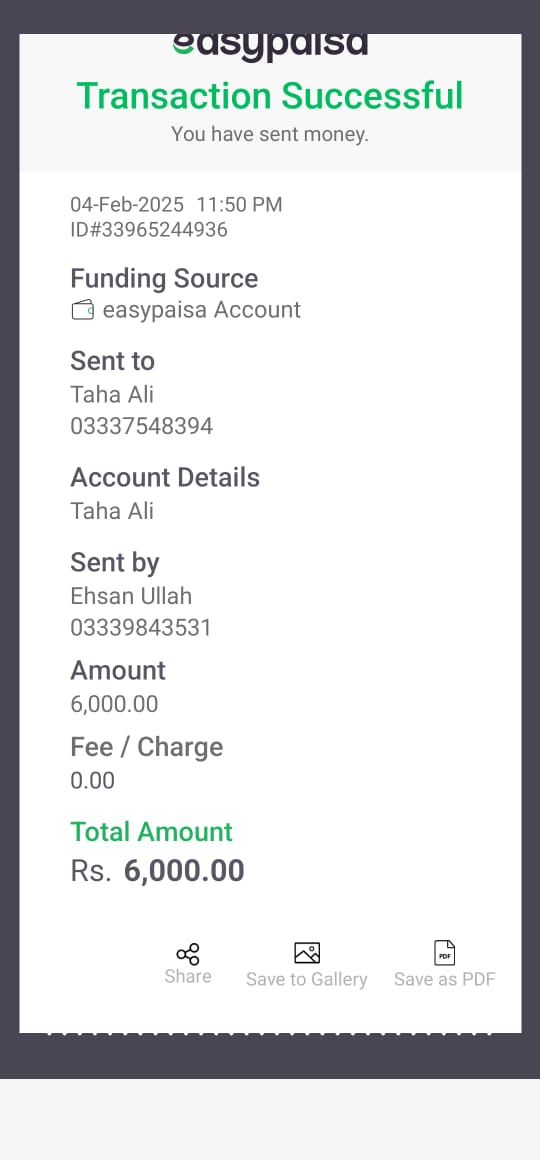 easypaisa
Transaction Successful
You have sent money.
04-Feb-2025 11:50 PM
ID#33965244936
Funding Source
easypaisa Account
Sent to
Taha Ali
03337548394
Account Details
Taha Ali
Sent by
Ehsan Ullah
03339843531
Amount
6,000.00
Fee / Charge
0.00
Total Amount
Rs. 6,000.00
Share
Save to Gallery
PDF
Save as PDF